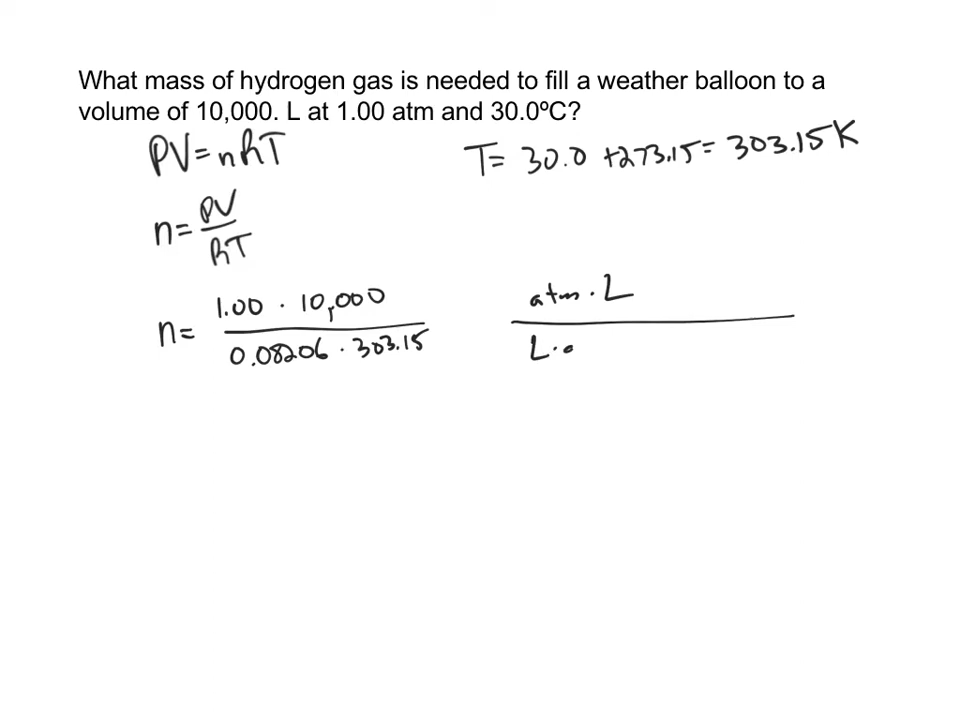 What mass of hydrogen gas is needed to fill a weather balloon to a
volume of 10,000. L at 1.00 atm and 30.0ºC?
PV=nRT
T= 30.0 +273.15= 303.15K
n= PV
RT
n= 1.00 · 10,000
0.08206 · 303.15
atm · L
L·a